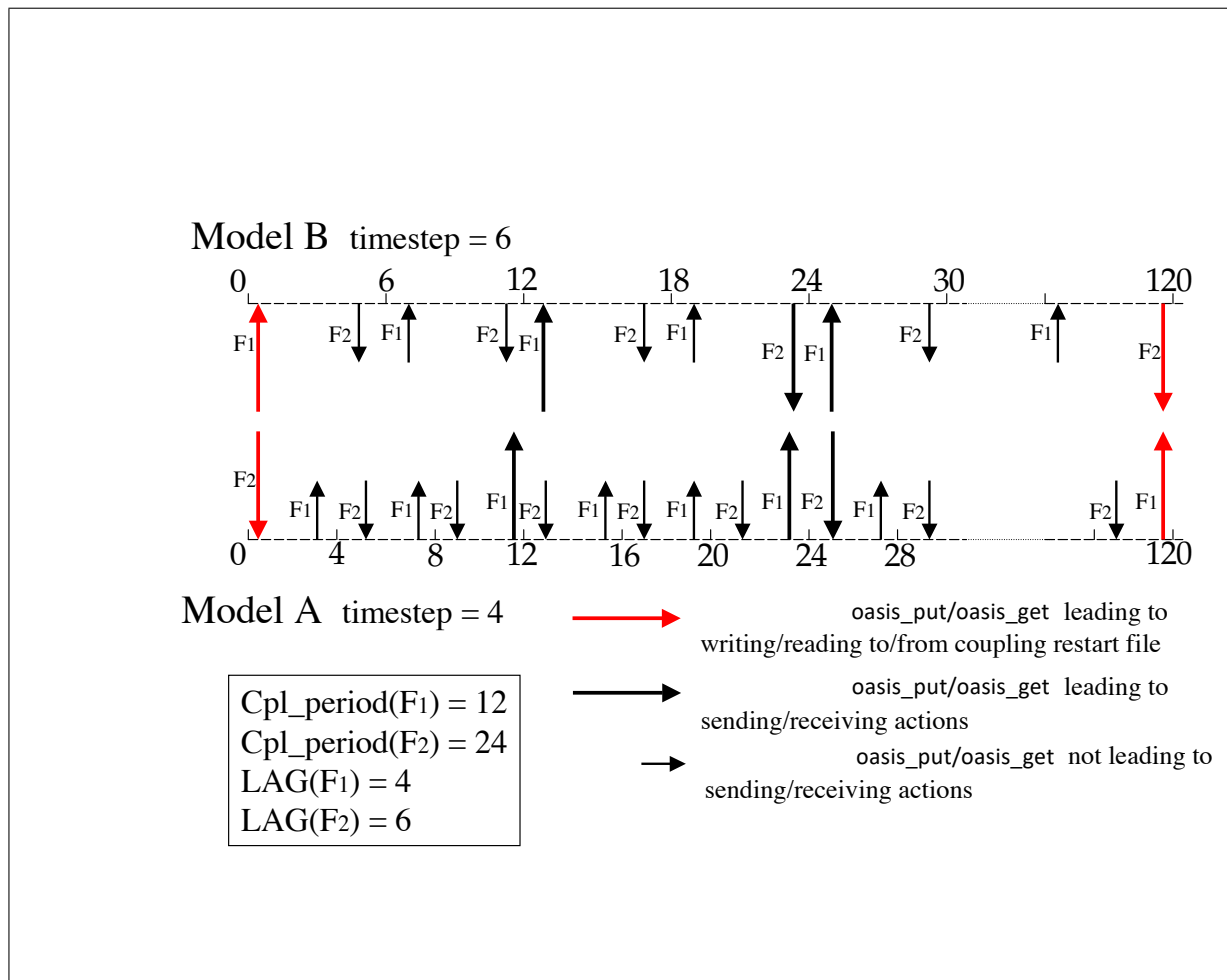 Model B timestep = 6
0 6 12 18 24 30 120
F1 F2 F1 F2 F1 F2 F1 F2 F1 F2 F1 F2
F2 F1 F2 F1 F2 F1 F2 F1 F2 F1 F2 F1 F2 F1 F2 F2 F1
0 4 8 12 16 20 24 28 120
Model A timestep = 4
oasis_put/oasis_get leading to
writing/reading to/from coupling restart file
oasis_put/oasis_get leading to
sending/receiving actions
oasis_put/oasis_get not leading to
sending/receiving actions
Cpl_period(F1) = 12
Cpl_period(F2) = 24
LAG(F1) = 4
LAG(F2) = 6